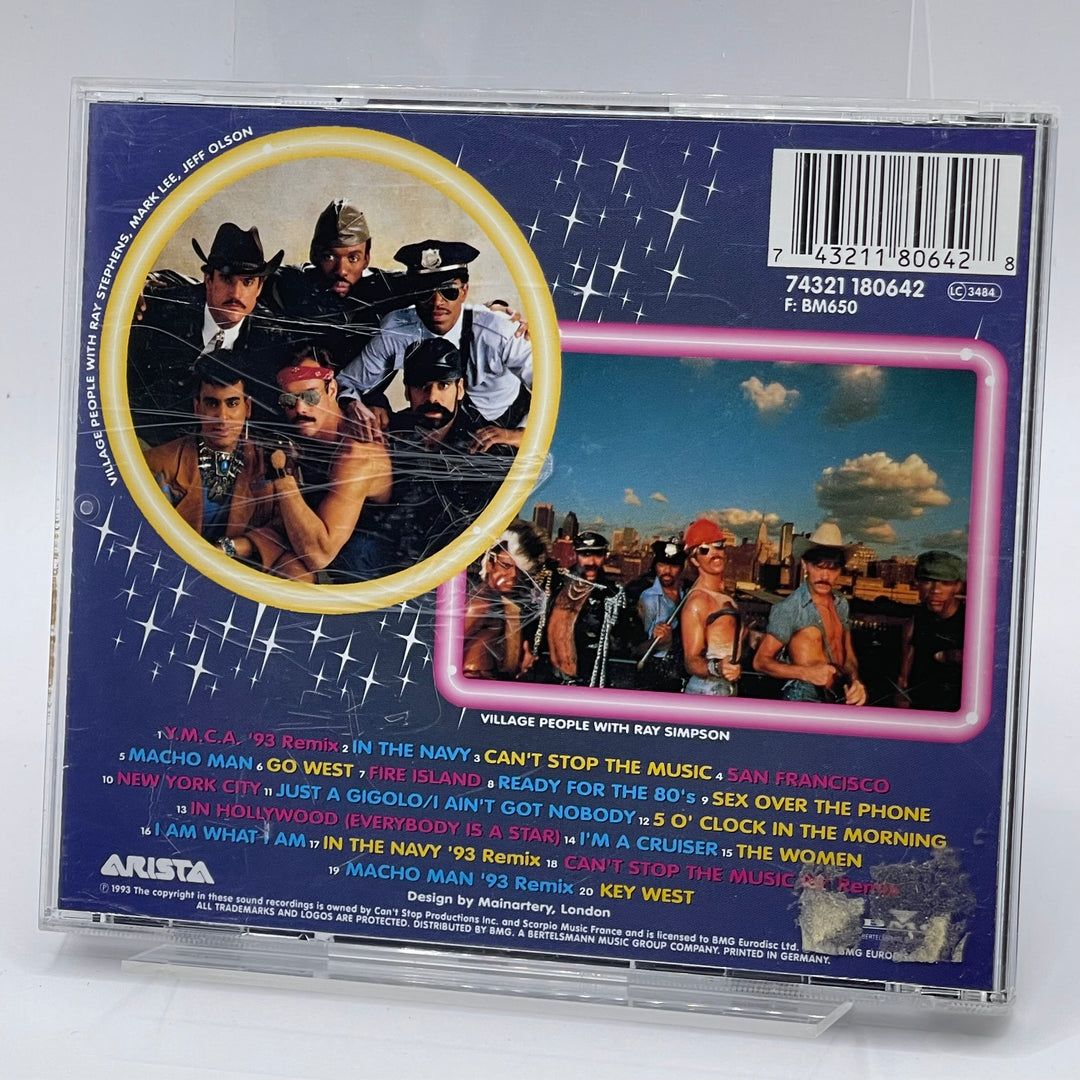 VILLAGE PEOPLE WITH RAY STEPHENS, MARK LEE, JEFF OLSON
7 43211 80642 8
74321 180642 LC 3484
F: BM650
VILLAGE PEOPLE WITH RAY SIMPSON
1 Y.M.C.A. '93 Remix 2 IN THE NAVY 3 CAN'T STOP THE MUSIC 4 SAN FRANCISCO
5 MACHO MAN 6 GO WEST 7 FIRE ISLAND 8 READY FOR THE 80's 9 SEX OVER THE PHONE
10 NEW YORK CITY 11 JUST A GIGOLO/I AIN'T GOT NOBODY 12 5 O' CLOCK IN THE MORNING
13 IN HOLLYWOOD (EVERYBODY IS A STAR) 14 I'M A CRUISER 15 THE WOMEN
16 I AM WHAT I AM 17 IN THE NAVY '93 Remix 18 CAN'T STOP THE MUSIC Remix
19 MACHO MAN '93 Remix 20 KEY WEST
ARISTA
Design by Mainartery, London
℗ 1993 The copyright in these sound recordings is owned by Can't Stop Productions Inc. and Scorpio Music France and is licensed to BMG Eurodisc Ltd. BMG
ALL TRADEMARKS AND LOGOS ARE PROTECTED. DISTRIBUTED BY BMG. A BERTELSMANN MUSIC GROUP COMPANY. PRINTED IN GERMANY.